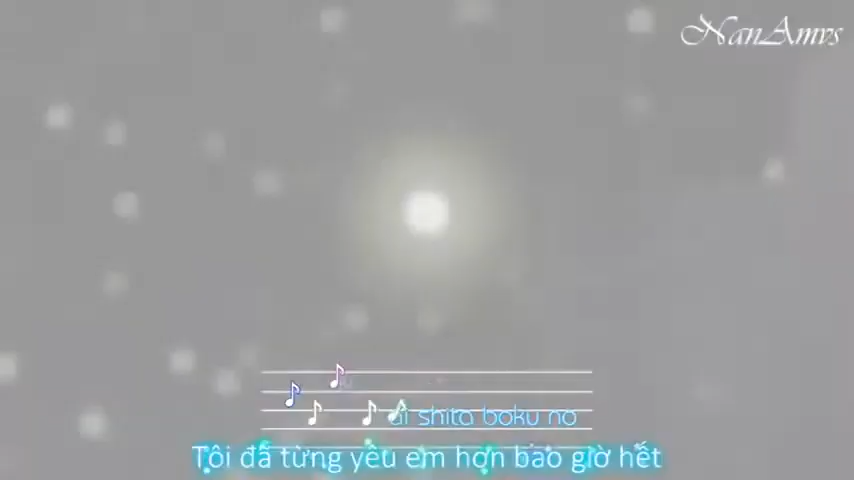 NanAmvs
ai shita boku no
Tôi đã từng yêu em hơn bao giờ hết